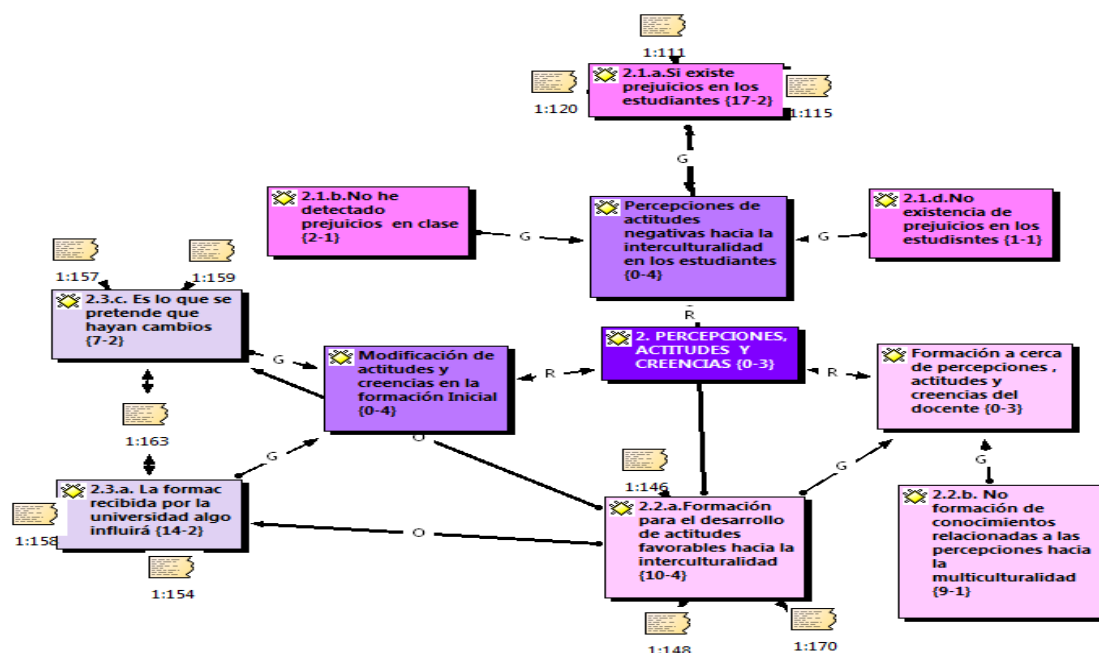 1:111
2.1.a.Si existe
prejuicios en los
estudiantes {17-2}
1:120
1:115
G
2.1.b.No he
detectado
prejuicios en clase
{2-1}
G
Percepciones de
actitudes
negativas hacia la
interculturalidad
en los estudiantes
{0-4}
G
2.1.d.No
existencia de
prejuicios en los
estudisntes {1-1}
1:157
1:159
2.3.c. Es lo que se
pretende que
hayan cambios
{7-2}
G
R
Modificación de
actitudes y
creencias en la
formación Inicial
{0-4}
R
2. PERCEPCIONES,
ACTITUDES Y
CREENCIAS {0-3}
R
Formación a cerca
de percepciones ,
actitudes y
creencias del
docente {0-3}
1:163
G
O
G
G
1:146
2.3.a. La formac
recibida por la
universidad algo
influirá {14-2}
1:158
1:154
O
2.2.a.Formación
para el desarrollo
de actitudes
favorables hacia la
interculturalidad
{10-4}
2.2.b. No
formación de
conocimientos
relacionadas a las
percepciones hacia
la
multiculturalidad
{9-1}
1:148
1:170